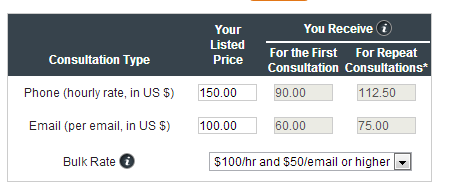 Your Listed Price
You Receive i
For the First Consultation
For Repeat Consultations*
Consultation Type
Phone (hourly rate, in US $) 150.00 90.00 112.50
Email (per email, in US $) 100.00 60.00 75.00
Bulk Rate i $100/hr and $50/email or higher